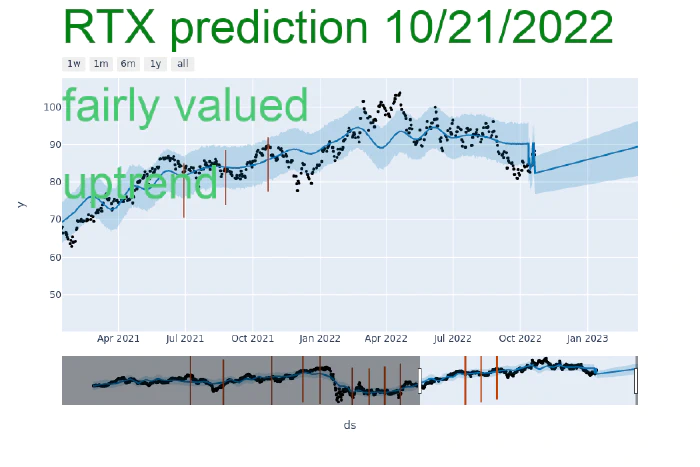 RTX prediction 10/21/2022
1w 1m 6m 1y all
fairly valued
uptrend
100
90
80
70
60
50
y
Apr 2021 Jul 2021 Oct 2021 Jan 2022 Apr 2022 Jul 2022 Oct 2022 Jan 2023
ds